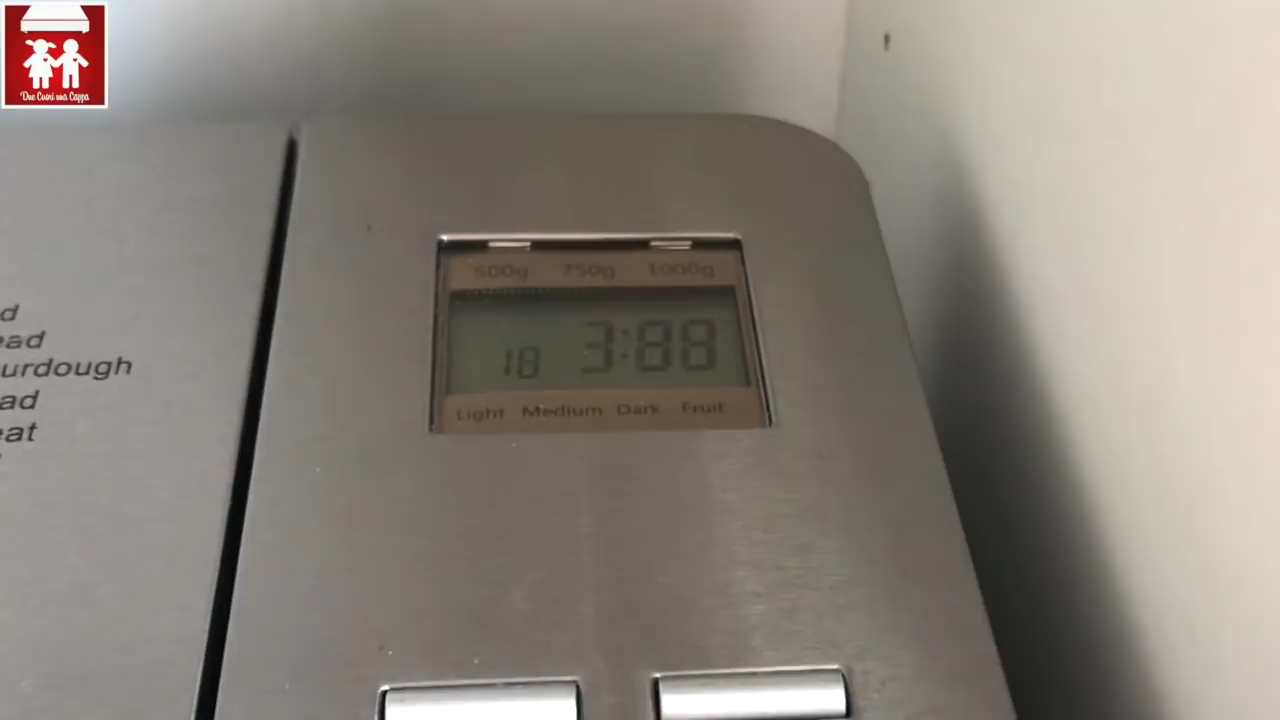 Due Cuori una Cappa
500g 750g 1000g
18 3:88
Light Medium Dark Fruit
d
ead
urdough
ad
eat